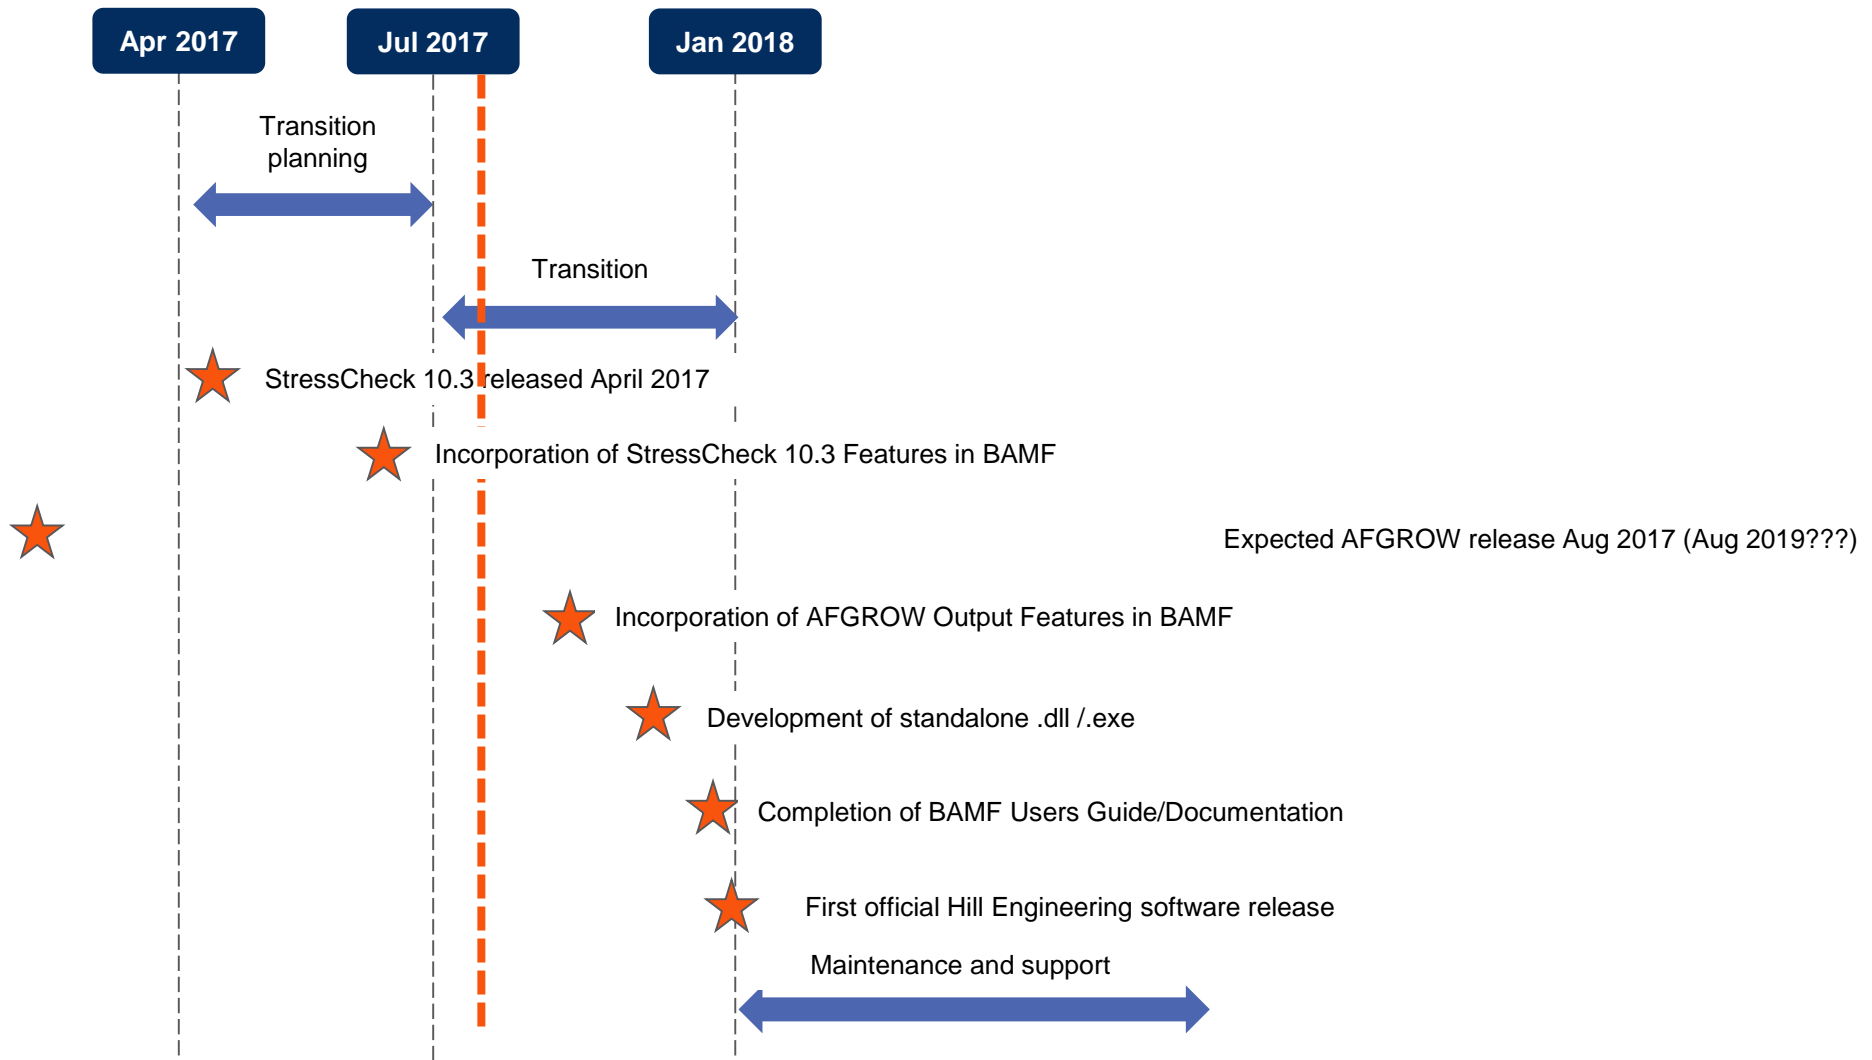 Apr 2017
Jul 2017
Jan 2018
Transition
planning
Transition
StressCheck 10.3 released April 2017
Incorporation of StressCheck 10.3 Features in BAMF
Expected AFGROW release Aug 2017 (Aug 2019???)
Incorporation of AFGROW Output Features in BAMF
Development of standalone .dll /.exe
Completion of BAMF Users Guide/Documentation
First official Hill Engineering software release
Maintenance and support